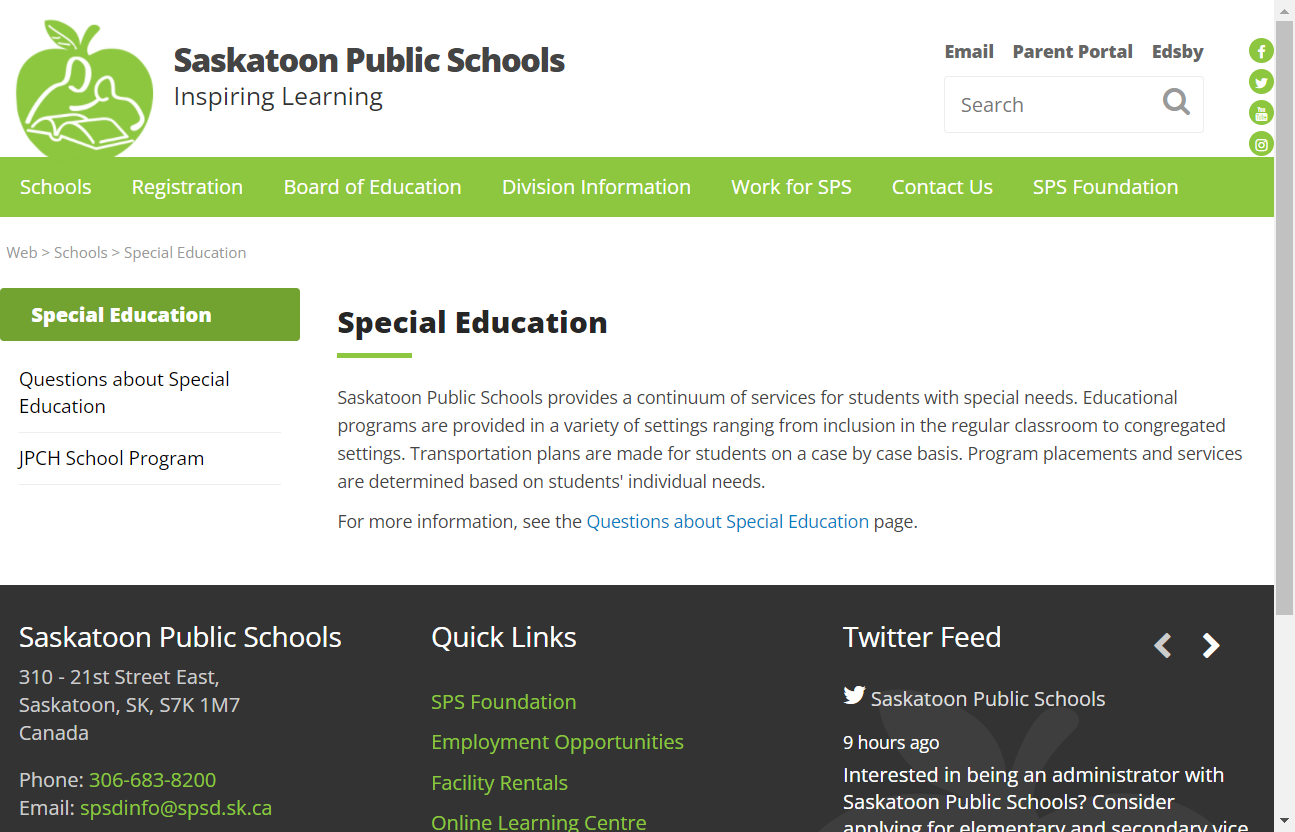 Saskatoon Public Schools
Inspiring Learning
Email Parent Portal Edsby
Search
Schools Registration Board of Education Division Information Work for SPS Contact Us SPS Foundation
Web > Schools > Special Education
Special Education
Questions about Special
Education
JPCH School Program
Special Education
Saskatoon Public Schools provides a continuum of services for students with special needs. Educational
programs are provided in a variety of settings ranging from inclusion in the regular classroom to congregated
settings. Transportation plans are made for students on a case by case basis. Program placements and services
are determined based on students' individual needs.
For more information, see the Questions about Special Education page.
Saskatoon Public Schools
310 - 21st Street East,
Saskatoon, SK, S7K 1M7
Canada
Phone: 306-683-8200
Email: spsdinfo@spsd.sk.ca
Quick Links
SPS Foundation
Employment Opportunities
Facility Rentals
Online Learning Centre
Twitter Feed
Saskatoon Public Schools
9 hours ago
Interested in being an administrator with
Saskatoon Public Schools? Consider
applying for elementary and secondary vice